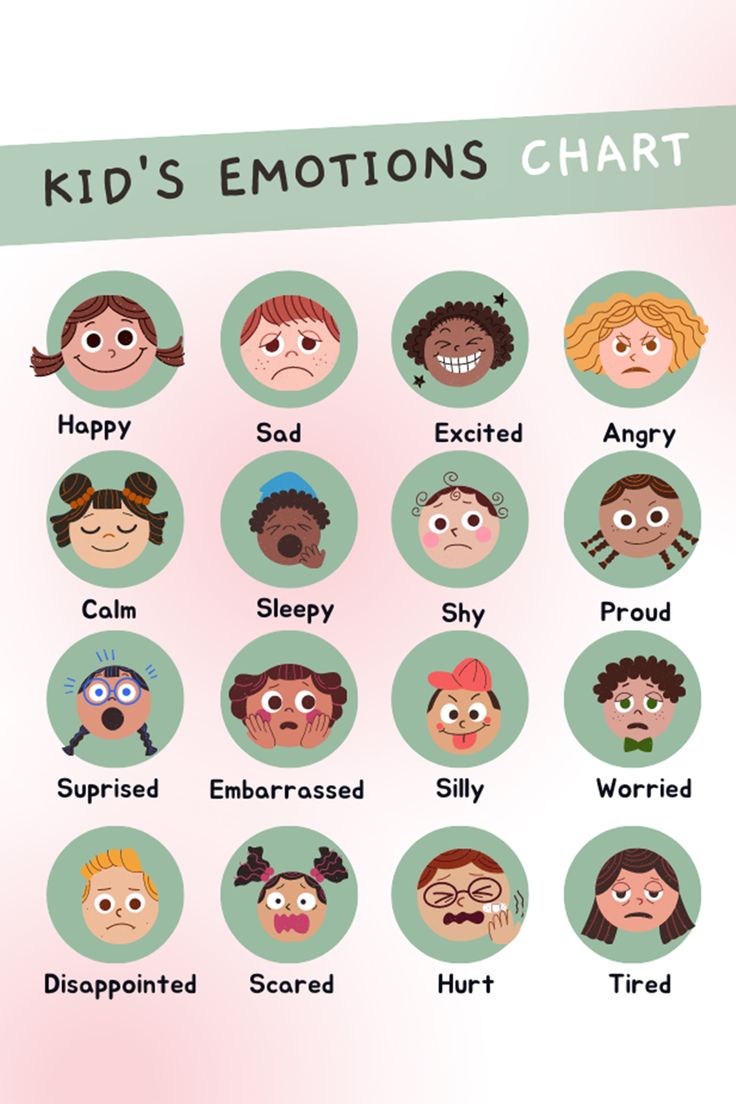 KID'S EMOTIONS CHART
Happy Sad Excited Angry
Calm Sleepy Shy Proud
Suprised Embarrassed Silly Worried
Disappointed Scared Hurt Tired